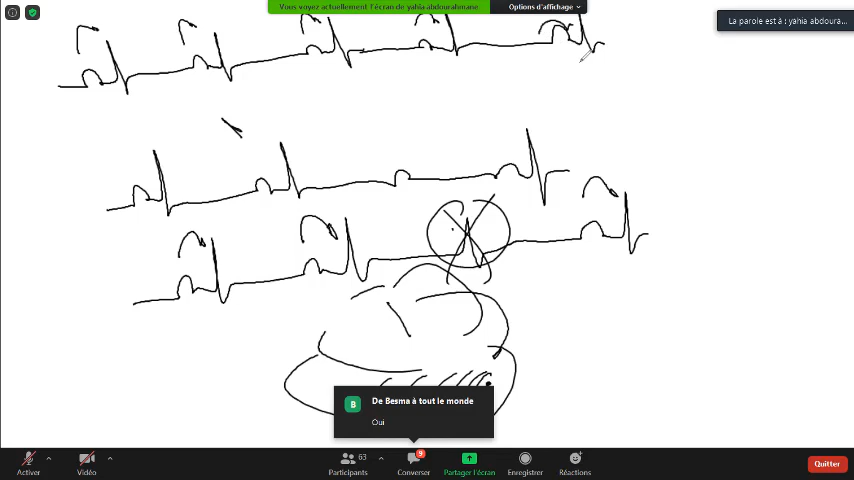 Vous voyez actuellement l'écran de yahia abdourahmane
Options d'affichage
La parole est à : yahia abdoura...
B
De Besma à tout le monde
Oui
Activer
Vidéo
63
Participants
9
Converser
Partager l'écran
Enregistrer
Réactions
Quitter